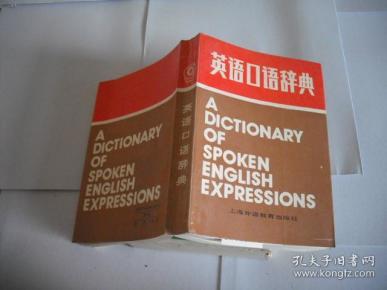 英语口语辞典
A
DICTIONARY
OF
SPOKEN
ENGLISH
EXPRESSIONS
上海外语教育出版社
英语口语辞典
A
DICTIONARY
OF
SPOKEN
ENGLISH
EXPRESSIONS
孔夫子旧书网